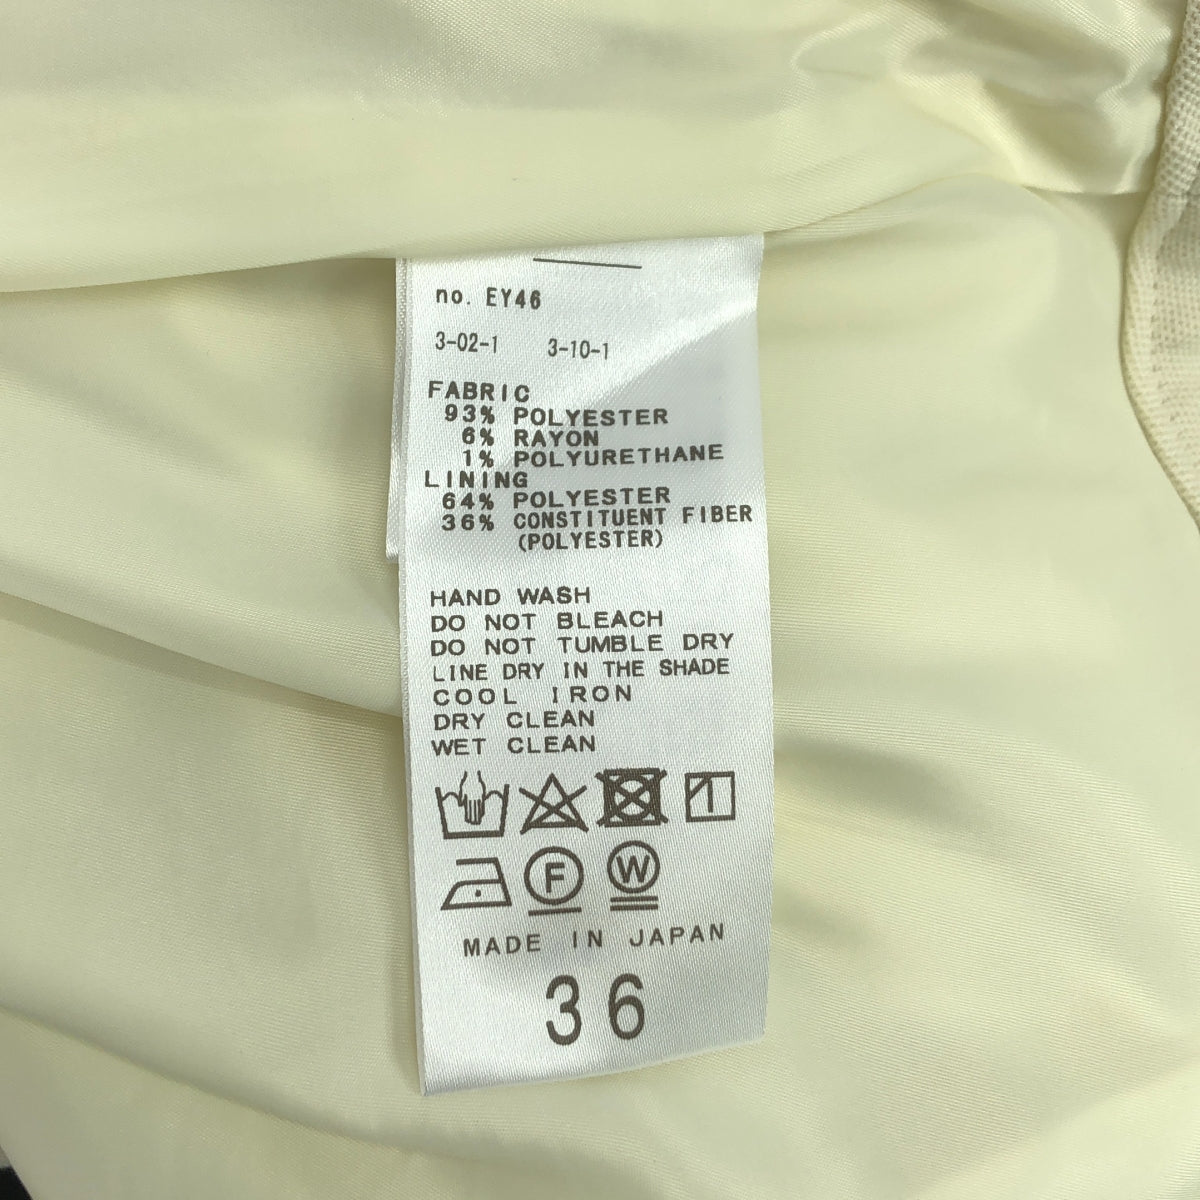 no. EY46
3-02-1 3-10-1
FABRIC
93% POLYESTER
6% RAYON
1% POLYURETHANE
LINING
64% POLYESTER
36% CONSTITUENT FIBER
(POLYESTER)
HAND WASH
DO NOT BLEACH
DO NOT TUMBLE DRY
LINE DRY IN THE SHADE
COOL IRON
DRY CLEAN
WET CLEAN
F W
MADE IN JAPAN
36